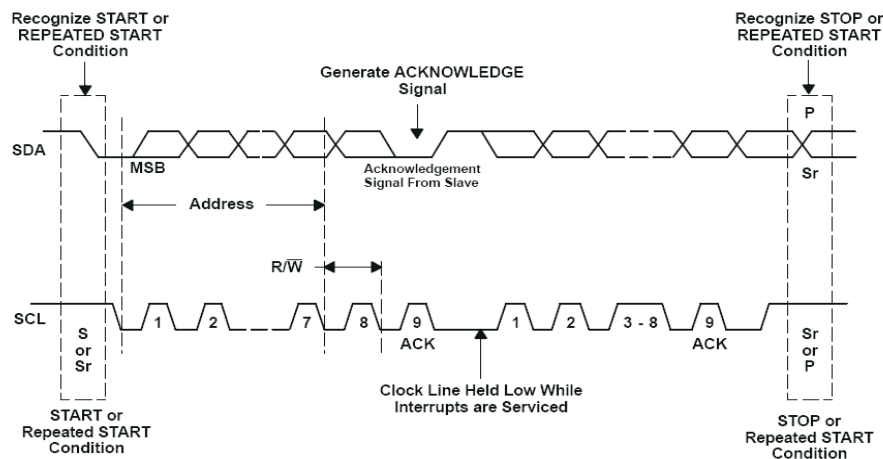 Recognize START or
REPEATED START
Condition
Recognize STOP or
REPEATED START
Condition
Generate ACKNOWLEDGE
Signal
P
SDA
MSB
Acknowledgement
Signal From Slave
Sr
Address
R/W̅
SCL
1
2
7
8
9
1
2
3 - 8
9
S
or
Sr
ACK
ACK
Sr
or
P
Clock Line Held Low While
Interrupts are Serviced
START or
Repeated START
Condition
STOP or
Repeated START
Condition